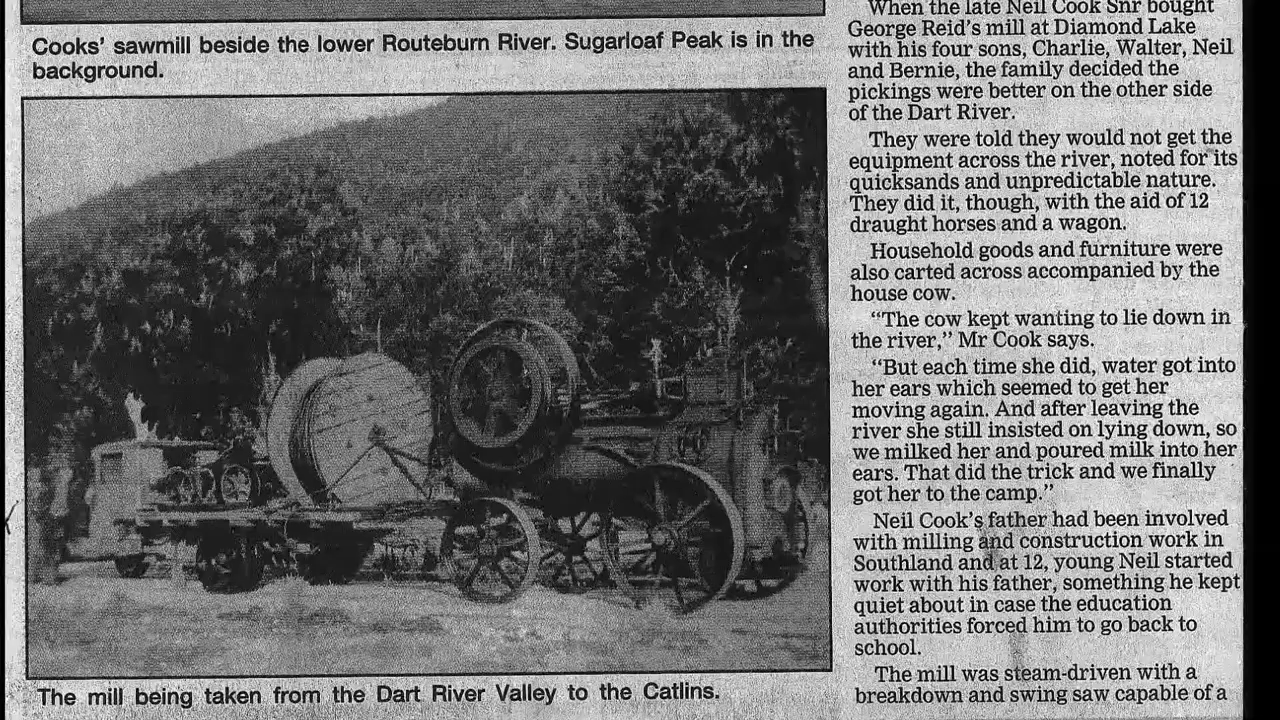 Cooks' sawmill beside the lower Routeburn River. Sugarloaf Peak is in the
background.
The mill being taken from the Dart River Valley to the Catlins.
When the late Neil Cook Snr bought
George Reid's mill at Diamond Lake
with his four sons, Charlie, Walter, Neil
and Bernie, the family decided the
pickings were better on the other side
of the Dart River.
They were told they would not get the
equipment across the river, noted for its
quicksands and unpredictable nature.
They did it, though, with the aid of 12
draught horses and a wagon.
Household goods and furniture were
also carted across accompanied by the
house cow.
“The cow kept wanting to lie down in
the river,” Mr Cook says.
“But each time she did, water got into
her ears which seemed to get her
moving again. And after leaving the
river she still insisted on lying down, so
we milked her and poured milk into her
ears. That did the trick and we finally
got her to the camp.”
Neil Cook's father had been involved
with milling and construction work in
Southland and at 12, young Neil started
work with his father, something he kept
quiet about in case the education
authorities forced him to go back to
school.
The mill was steam-driven with a
breakdown and swing saw capable of a